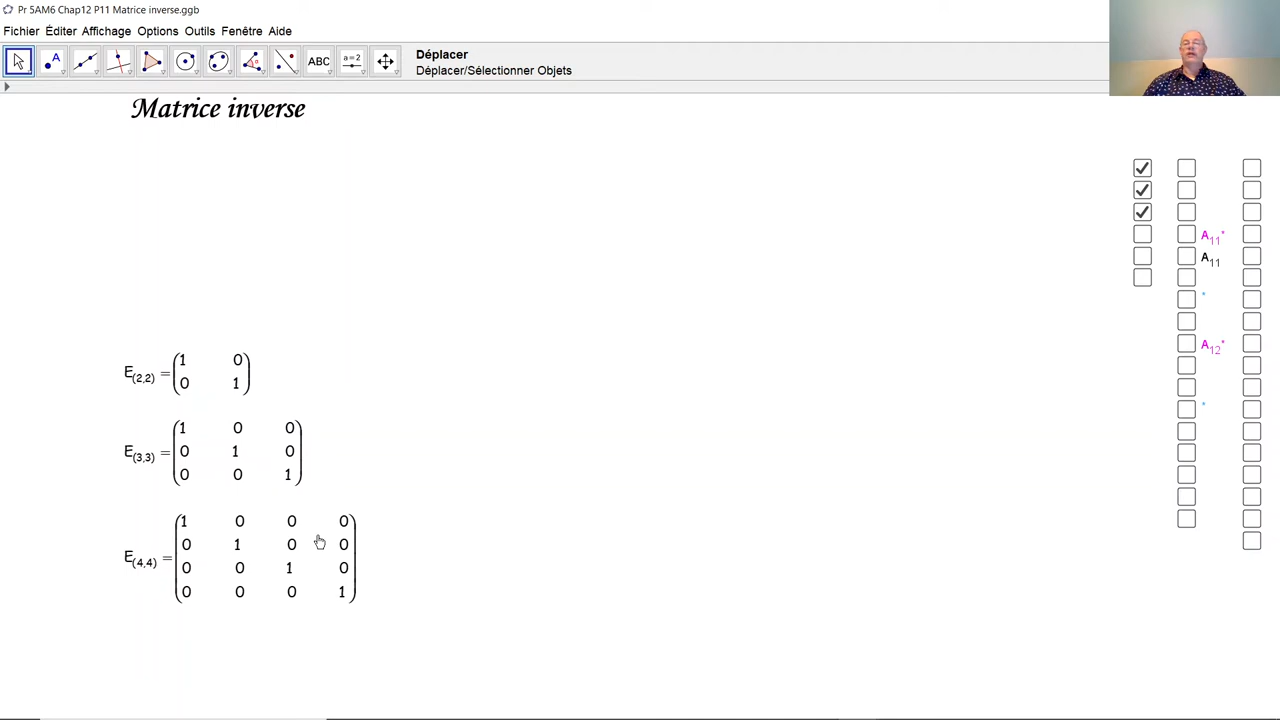 Pr 5AM6 Chap12 P11 Matrice inverse.ggb
Fichier Éditer Affichage Options Outils Fenêtre Aide
A ABC a=2
Déplacer
Déplacer/Sélectionner Objets
Matrice inverse
A11*
A11
*
A12*
*
E(2,2) = (1 0
0 1)
E(3,3) = (1 0 0
0 1 0
0 0 1)
E(4,4) = (1 0 0 0
0 1 0 0
0 0 1 0
0 0 0 1)